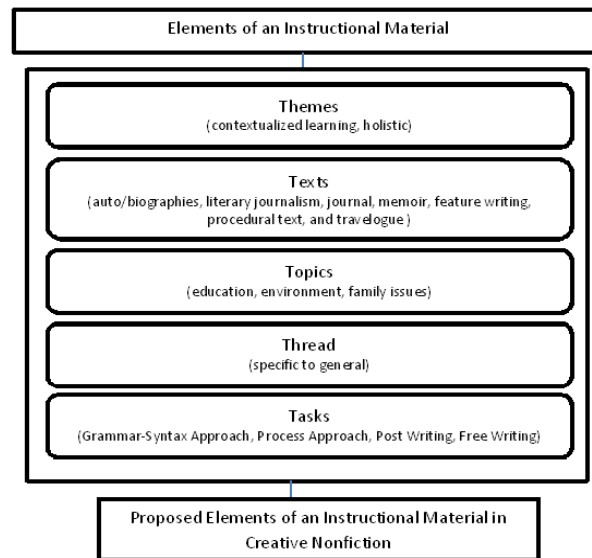 Elements of an Instructional Material
Themes
(contextualized learning, holistic)
Texts
(auto/biographies, literary journalism, journal, memoir, feature writing,
procedural text, and travelogue )
Topics
(education, environment, family issues)
Thread
(specific to general)
Tasks
(Grammar-Syntax Approach, Process Approach, Post Writing, Free Writing)
Proposed Elements of an Instructional Material in
Creative Nonfiction